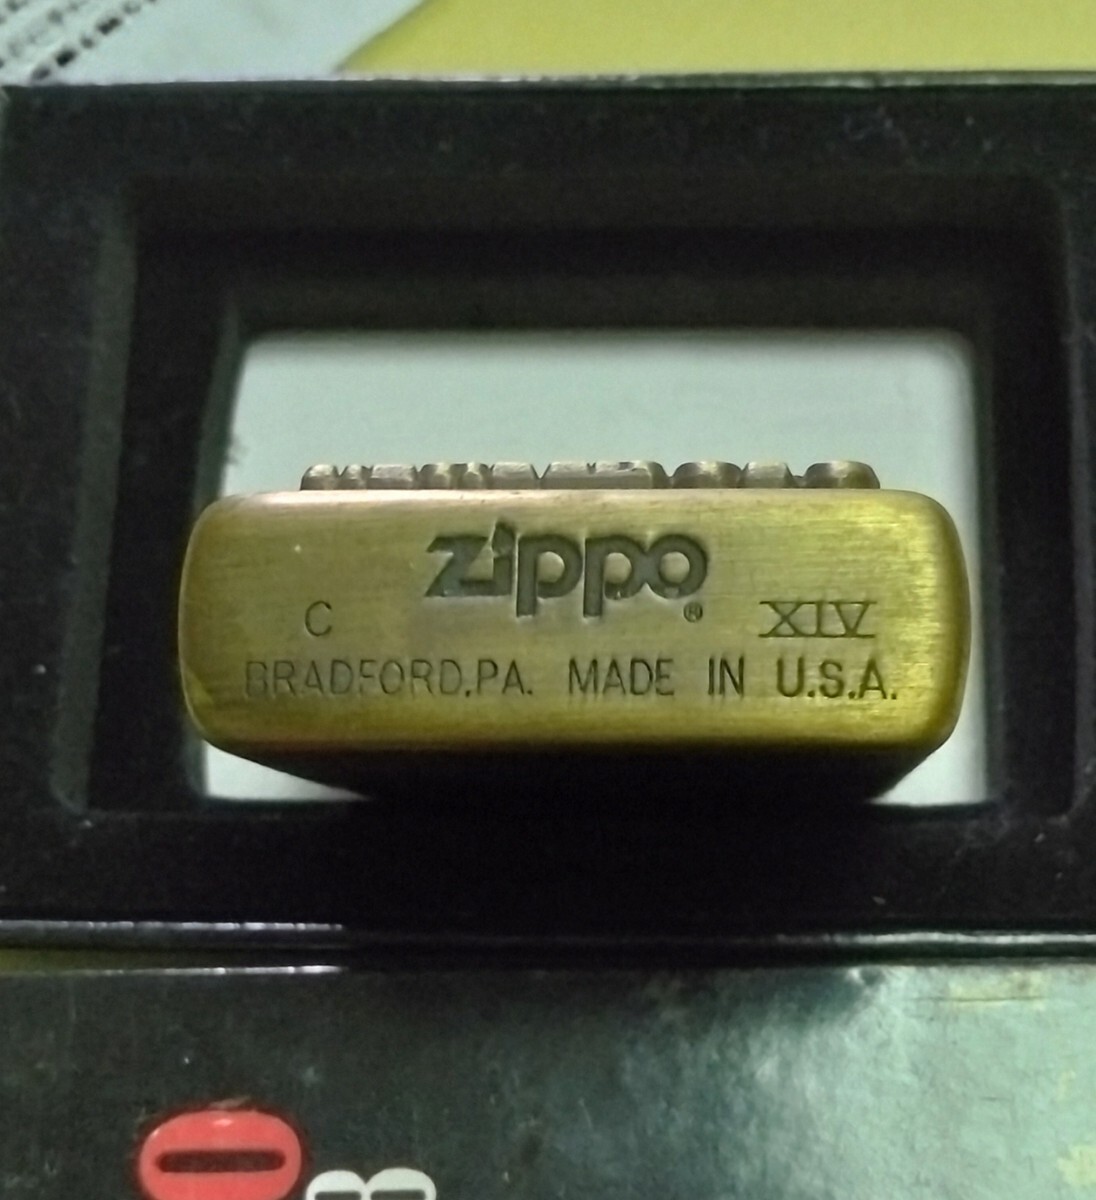 zippo®
C XIV
BRADFORD,PA. MADE IN U.S.A.